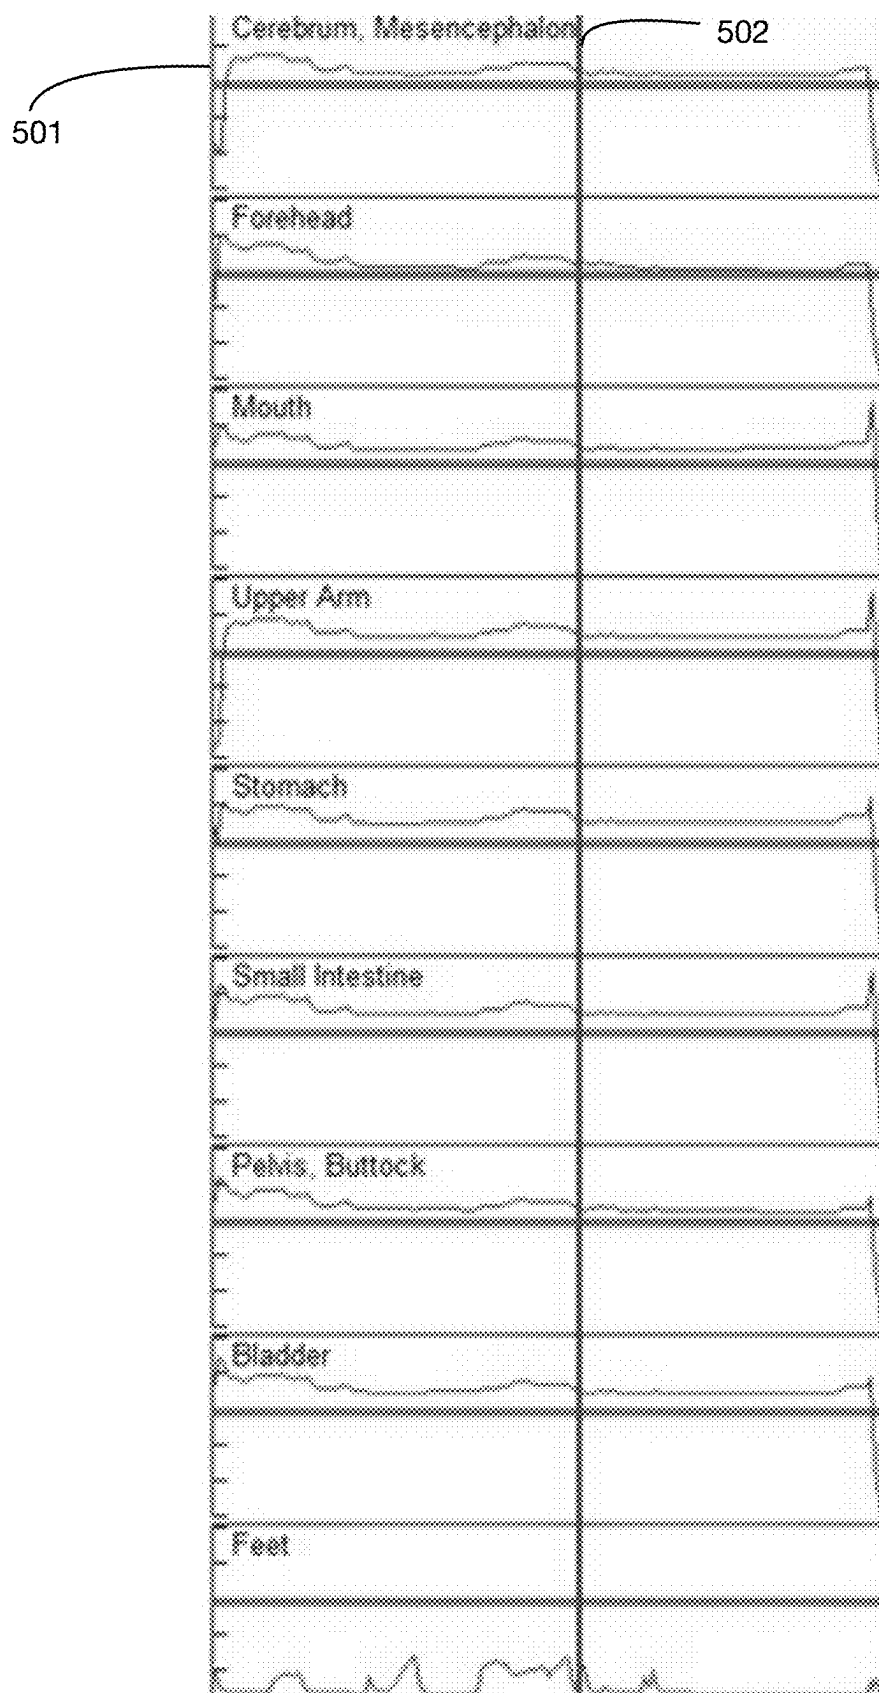 Cerebrum, Mesencephalon
502
501
Forehead
Mouth
Upper Arm
Stomach
Small Intestine
Pelvis, Buttock
Bladder
Feet